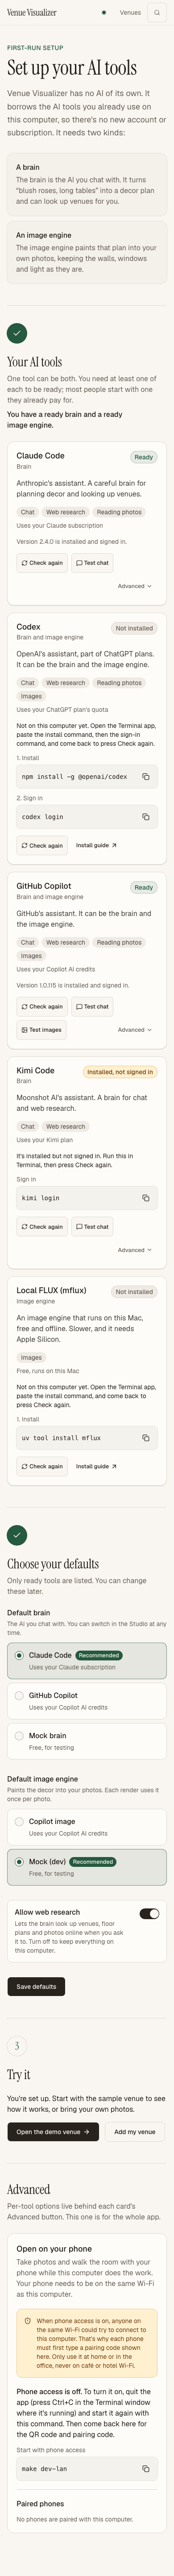 Venue Visualizer
Venues
FIRST-RUN SETUP
Set up your AI tools
Venue Visualizer has no AI of its own. It
borrows the AI tools you already use on
this computer, so there's no new account or
subscription. It needs two kinds:
A brain
The brain is the AI you chat with. It turns
"blush roses, long tables" into a decor plan
and can look up venues for you.
An image engine
The image engine paints that plan into your
own photos, keeping the walls, windows
and light as they are.
Your AI tools
One tool can be both. You need at least one of
each to be ready; most people start with one
they already pay for.
You have a ready brain and a ready
image engine.
Claude Code
Ready
Brain
Anthropic's assistant. A careful brain for
planning decor and looking up venues.
Chat
Web research
Reading photos
Uses your Claude subscription
Version 2.4.0 is installed and signed in.
Check again
Test chat
Advanced
Codex
Not installed
Brain and image engine
OpenAI's assistant, part of ChatGPT plans.
It can be the brain and the image engine.
Chat
Web research
Reading photos
Images
Uses your ChatGPT plan's quota
Not on this computer yet. Open the Terminal app,
paste the install command, then the sign-in
command, and come back to press Check again.
1. Install
npm install -g @openai/codex
2. Sign in
codex login
Check again
Install guide
GitHub Copilot
Ready
Brain and image engine
GitHub's assistant. It can be the brain and
the image engine.
Chat
Web research
Reading photos
Images
Uses your Copilot AI credits
Version 1.0.115 is installed and signed in.
Check again
Test chat
Test images
Advanced
Kimi Code
Installed, not signed in
Brain
Moonshot AI's assistant. A brain for chat
and web research.
Chat
Web research
Uses your Kimi plan
It's installed but not signed in. Run this in
Terminal, then press Check again.
Sign in
kimi login
Check again
Test chat
Advanced
Local FLUX (mflux)
Not installed
Image engine
An image engine that runs on this Mac,
free and offline. Slower, and it needs
Apple Silicon.
Images
Free, runs on this Mac
Not on this computer yet. Open the Terminal app,
paste the install command, and come back to
press Check again.
1. Install
uv tool install mflux
Check again
Install guide
Choose your defaults
Only ready tools are listed. You can change
these later.
Default brain
The AI you chat with. You can switch in the Studio at any
time.
Claude Code
Recommended
Uses your Claude subscription
GitHub Copilot
Uses your Copilot AI credits
Mock brain
Free, for testing
Default image engine
Paints the decor into your photos. Each render uses it
once per photo.
Copilot image
Uses your Copilot AI credits
Mock (dev)
Recommended
Free, for testing
Allow web research
Lets the brain look up venues, floor
plans and photos online when you ask
it to. Turn off to keep everything on
this computer.
Save defaults
3
Try it
You're set up. Start with the sample venue to see
how it works, or bring your own photos.
Open the demo venue
Add my venue
Advanced
Per-tool options live behind each card's
Advanced button. This one is for the whole app.
Open on your phone
Take photos and walk the room with your
phone while this computer does the work.
Your phone needs to be on the same Wi-Fi
as this computer.
When phone access is on, anyone on
the same Wi-Fi could try to connect to
this computer. That's why each phone
must first type a pairing code shown
here. Only use it at home or in the
office, never on café or hotel Wi-Fi.
Phone access is off. To turn it on, quit the
app (press Ctrl+C in the Terminal window
where it's running) and start it again with
this command. Then come back here for
the QR code and pairing code.
Start with phone access
make dev-lan
Paired phones
No phones are paired with this computer.